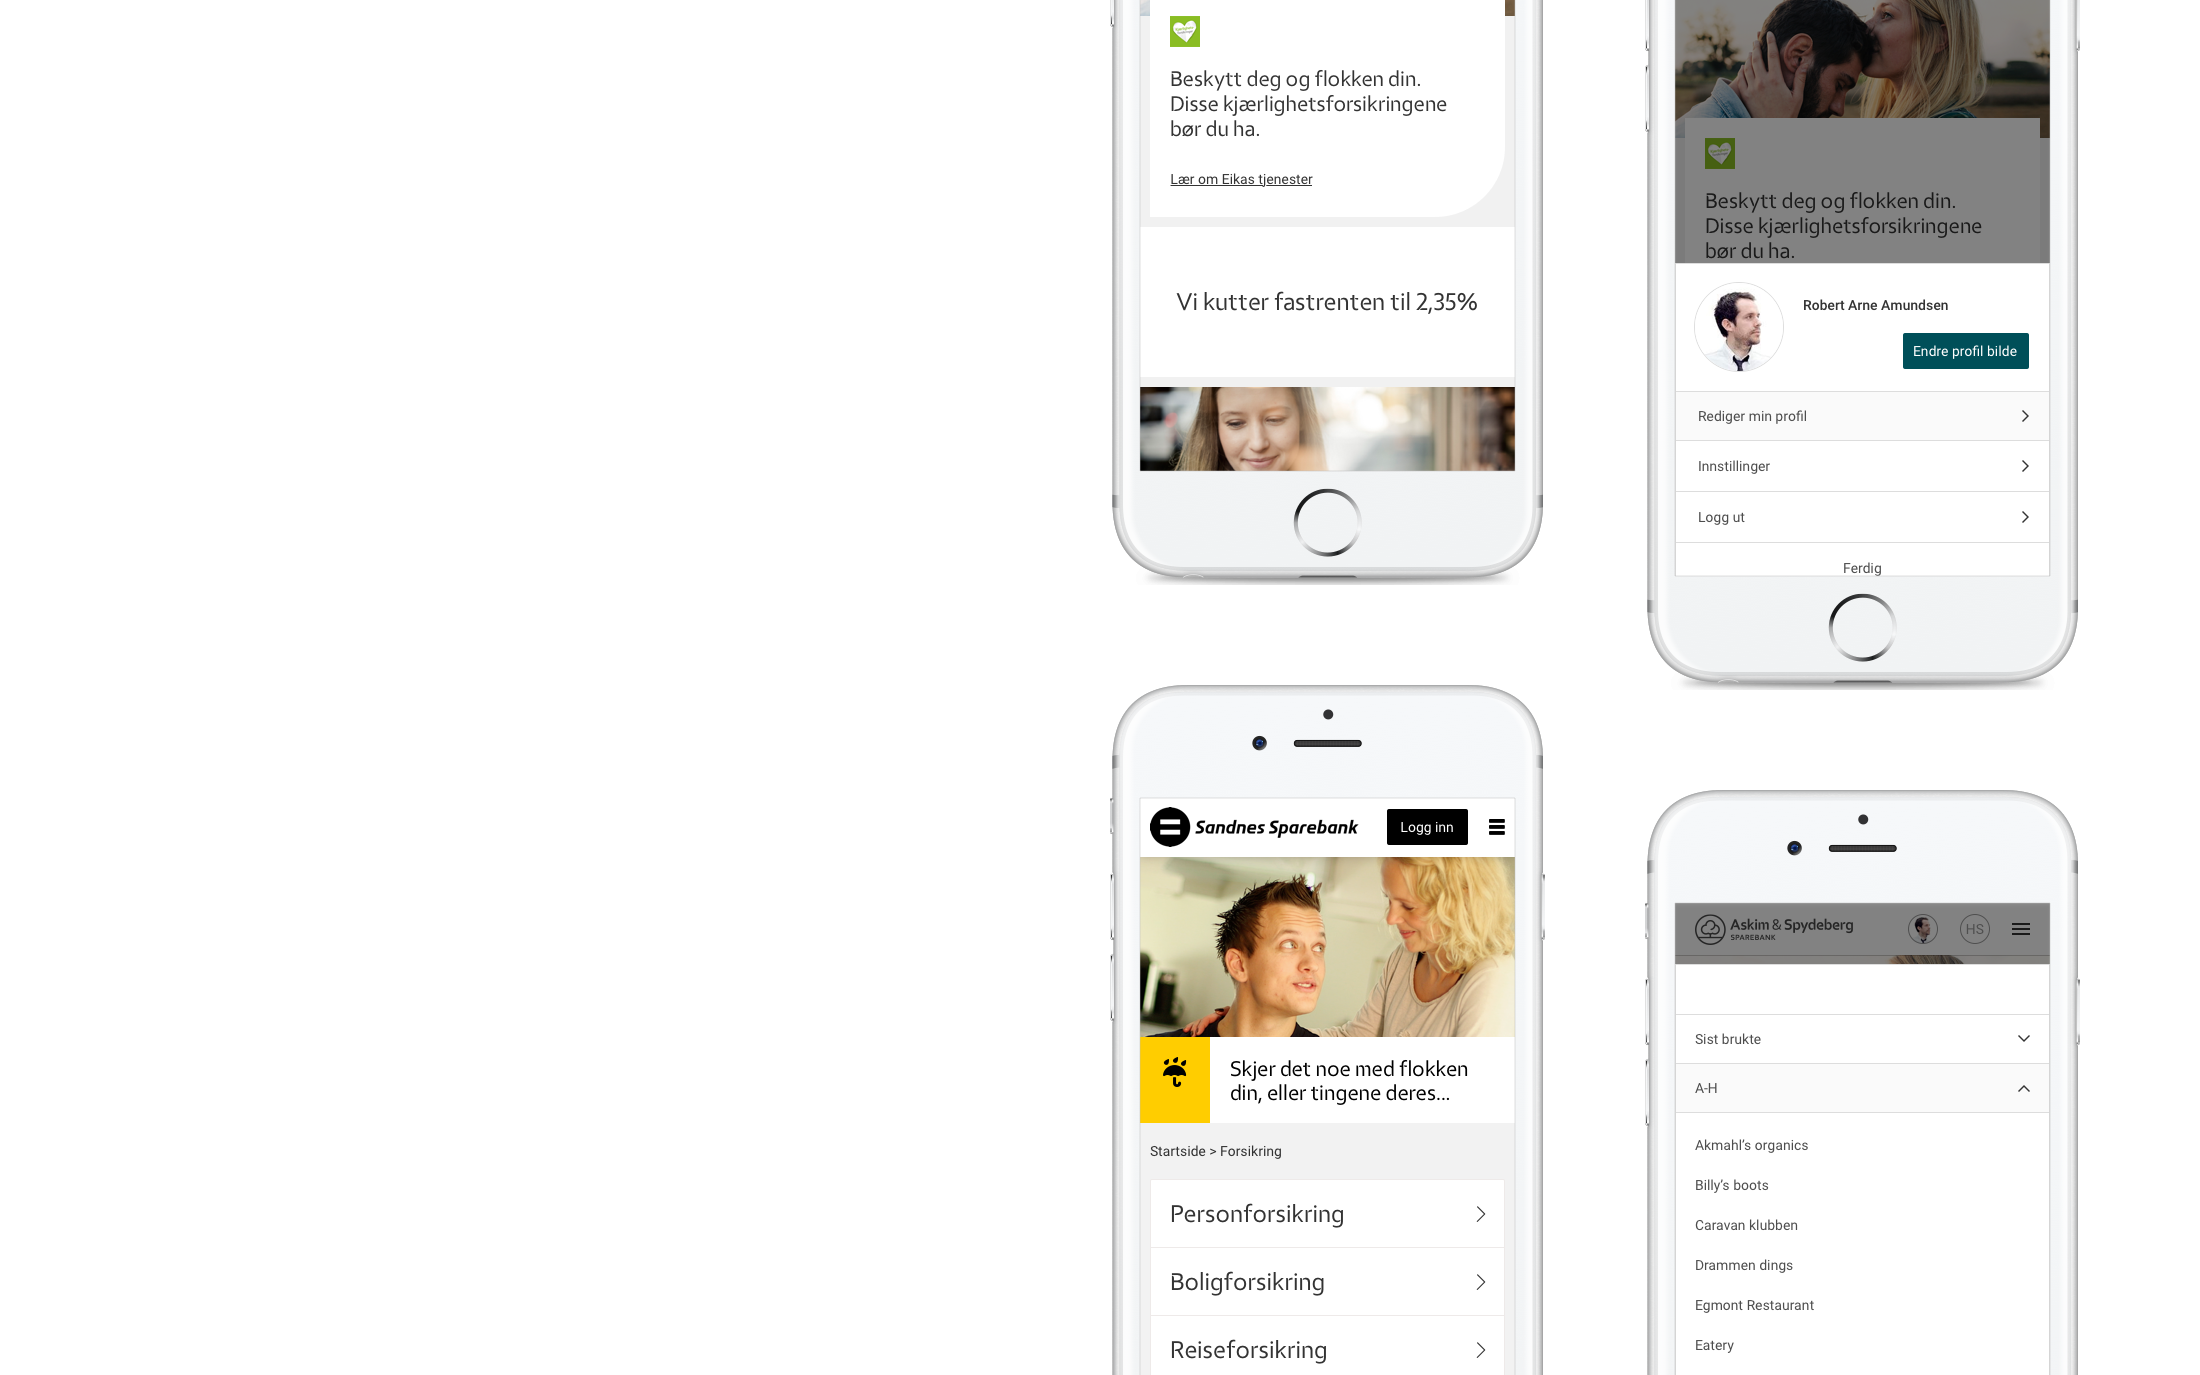 Beskytt deg og flokken din.
Disse kjærlighetsforsikringene
bør du ha.
Lær om Eikas tjenester
Vi kutter fastrenten til 2,35%
Beskytt deg og flokken din.
Disse kjærlighetsforsikringene
bør du ha.
Robert Arne Amundsen
Endre profil bilde
Rediger min profil
Innstillinger
Logg ut
Ferdig
Sandnes Sparebank
Logg inn
Skjer det noe med flokken
din, eller tingene deres...
Startside > Forsikring
Personforsikring
Boligforsikring
Reiseforsikring
Askim & Spydeberg
SPAREBANK
HS
Sist brukte
A-H
Akmahl’s organics
Billy’s boots
Caravan klubben
Drammen dings
Egmont Restaurant
Eatery